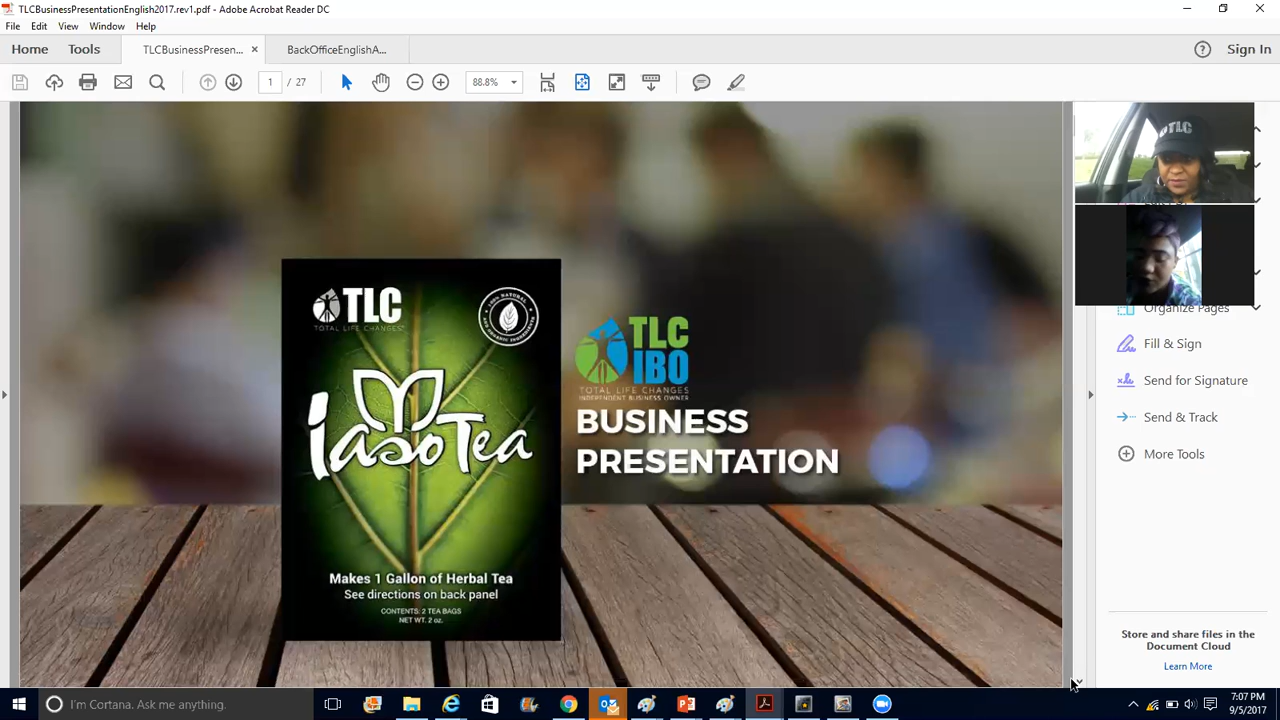 TLCBusinessPresentationEnglish2017.rev1.pdf - Adobe Acrobat Reader DC
File Edit View Window Help
Home Tools TLCBusinessPresen... × BackOfficeEnglishA... Sign In
1 / 27 88.8%
TLC
TLC
TOTAL LIFE CHANGES
100% NATURAL
TLC
IBO
TOTAL LIFE CHANGES
INDEPENDENT BUSINESS OWNER
BUSINESS
PRESENTATION
Iaso Tea
Makes 1 Gallon of Herbal Tea
See directions on back panel
CONTENTS: 2 TEA BAGS
NET WT. 2 oz.
Organize Pages
Fill & Sign
Send for Signature
Send & Track
More Tools
Store and share files in the
Document Cloud
Learn More
I'm Cortana. Ask me anything.
7:07 PM
9/5/2017